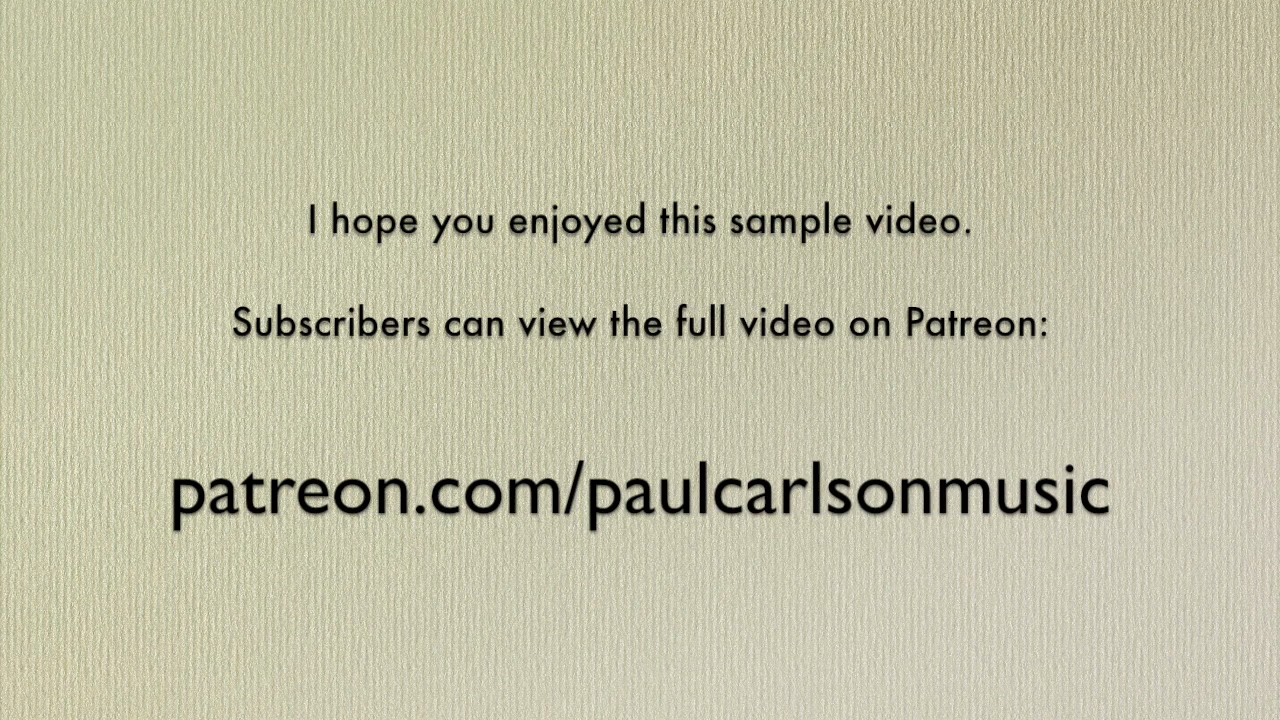 I hope you enjoyed this sample video.
Subscribers can view the full video on Patreon:
patreon.com/paulcarlsonmusic